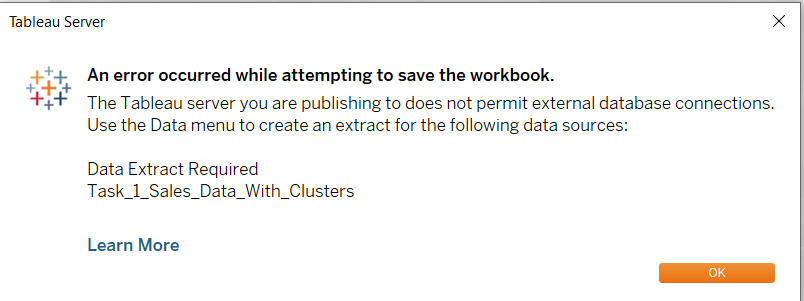 Tableau Server
An error occurred while attempting to save the workbook.
The Tableau server you are publishing to does not permit external database connections.
Use the Data menu to create an extract for the following data sources:
Data Extract Required
Task_1_Sales_Data_With_Clusters
Learn More
OK